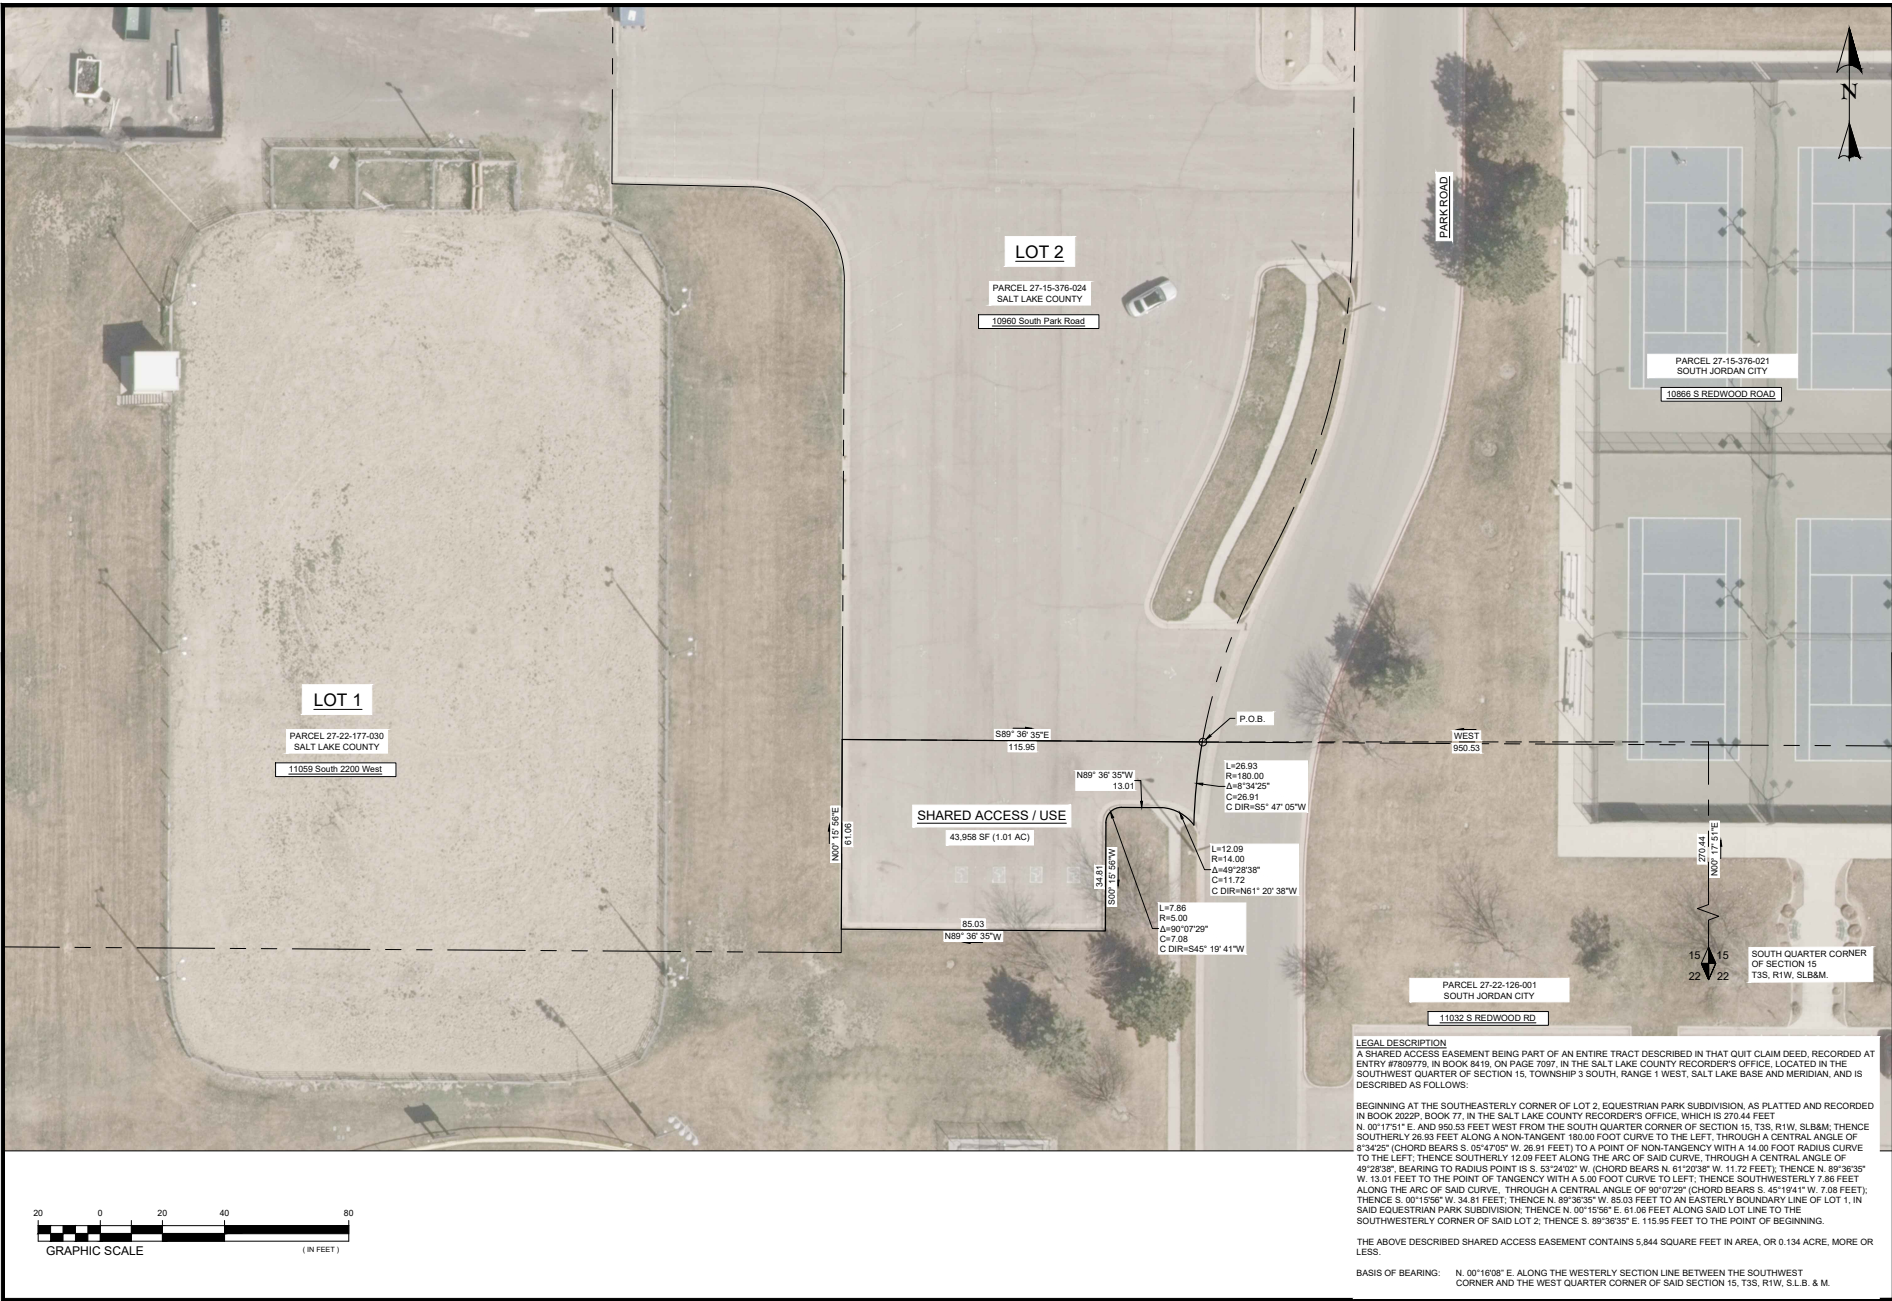 N
PARK ROAD
LOT 2
PARCEL 27-15-376-024
SALT LAKE COUNTY
10960 South Park Road
PARCEL 27-15-376-021
SOUTH JORDAN CITY
10866 S REDWOOD ROAD
LOT 1
PARCEL 27-22-177-030
SALT LAKE COUNTY
11059 South 2200 West
P.O.B.
S89° 36' 35"E
115.95
WEST
950.53
N89° 36' 35"W
13.01
L=26.93
R=180.00
Δ=8°34'25"
C=26.91
C DIR=S5° 47' 05"W
SHARED ACCESS / USE
43,958 SF (1.01 AC)
N00° 15' 56"E
61.06
L=12.09
R=14.00
Δ=49°28'38"
C=11.72
C DIR=N61° 20' 38"W
34.81
S00° 15' 56"W
270.44
N00° 17' 51"E
L=7.86
R=5.00
Δ=90°07'29"
C=7.08
C DIR=S45° 19' 41"W
85.03
N89° 36' 35"W
15 15
22 22
SOUTH QUARTER CORNER
OF SECTION 15
T3S, R1W, SLB&M.
PARCEL 27-22-126-001
SOUTH JORDAN CITY
11032 S REDWOOD RD
LEGAL DESCRIPTION
A SHARED ACCESS EASEMENT BEING PART OF AN ENTIRE TRACT DESCRIBED IN THAT QUIT CLAIM DEED, RECORDED AT
ENTRY #7809779, IN BOOK 8419, ON PAGE 7097, IN THE SALT LAKE COUNTY RECORDER'S OFFICE, LOCATED IN THE
SOUTHWEST QUARTER OF SECTION 15, TOWNSHIP 3 SOUTH, RANGE 1 WEST, SALT LAKE BASE AND MERIDIAN, AND IS
DESCRIBED AS FOLLOWS:
BEGINNING AT THE SOUTHEASTERLY CORNER OF LOT 2, EQUESTRIAN PARK SUBDIVISION, AS PLATTED AND RECORDED
IN BOOK 2022P, BOOK 77, IN THE SALT LAKE COUNTY RECORDER'S OFFICE, WHICH IS 270.44 FEET
N. 00°17'51" E. AND 950.53 FEET WEST FROM THE SOUTH QUARTER CORNER OF SECTION 15, T3S, R1W, SLB&M; THENCE
SOUTHERLY 26.93 FEET ALONG A NON-TANGENT 180.00 FOOT CURVE TO THE LEFT, THROUGH A CENTRAL ANGLE OF
8°34'25" (CHORD BEARS S. 05°47'05" W. 26.91 FEET) TO A POINT OF NON-TANGENCY WITH A 14.00 FOOT RADIUS CURVE
TO THE LEFT; THENCE SOUTHERLY 12.09 FEET ALONG THE ARC OF SAID CURVE, THROUGH A CENTRAL ANGLE OF
49°28'38", BEARING TO RADIUS POINT IS S. 53°24'02" W. (CHORD BEARS N. 61°20'38" W. 11.72 FEET); THENCE N. 89°36'35"
W. 13.01 FEET TO THE POINT OF TANGENCY WITH A 5.00 FOOT CURVE TO LEFT; THENCE SOUTHWESTERLY 7.86 FEET
ALONG THE ARC OF SAID CURVE, THROUGH A CENTRAL ANGLE OF 90°07'29" (CHORD BEARS S. 45°19'41" W. 7.08 FEET);
THENCE S. 00°15'56" W. 34.81 FEET; THENCE N. 89°36'35" W. 85.03 FEET TO AN EASTERLY BOUNDARY LINE OF LOT 1, IN
SAID EQUESTRIAN PARK SUBDIVISION; THENCE N. 00°15'56" E. 61.06 FEET ALONG SAID LOT LINE TO THE
SOUTHWESTERLY CORNER OF SAID LOT 2; THENCE S. 89°36'35" E. 115.95 FEET TO THE POINT OF BEGINNING.
THE ABOVE DESCRIBED SHARED ACCESS EASEMENT CONTAINS 5,844 SQUARE FEET IN AREA, OR 0.134 ACRE, MORE OR
LESS.
BASIS OF BEARING: N. 00°16'08" E. ALONG THE WESTERLY SECTION LINE BETWEEN THE SOUTHWEST
CORNER AND THE WEST QUARTER CORNER OF SAID SECTION 15, T3S, R1W, S.L.B. & M.
20 0 20 40 80
GRAPHIC SCALE ( IN FEET )